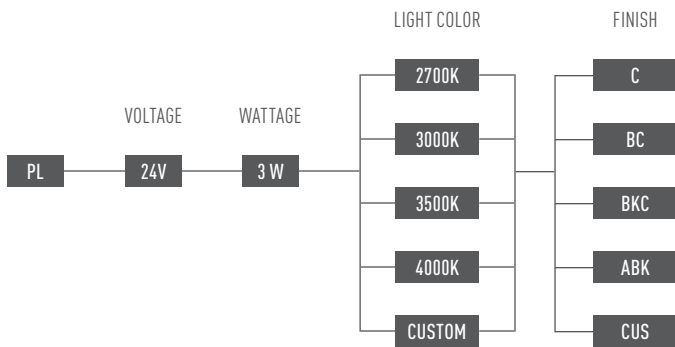 LIGHT COLOR FINISH
2700K C
VOLTAGE WATTAGE
3000K BC
PL 24V 3 W
3500K BKC
4000K ABK
CUSTOM CUS